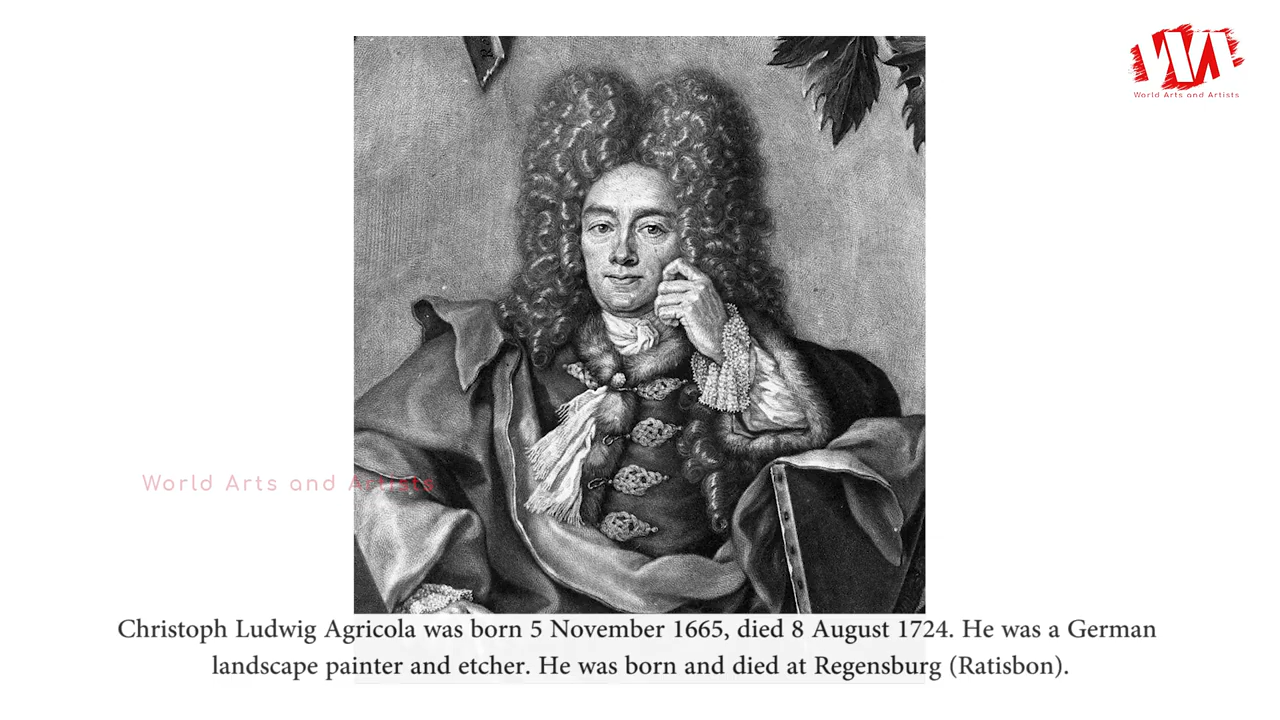 World Arts and Artists
World Arts and Artists
Christoph Ludwig Agricola was born 5 November 1665, died 8 August 1724. He was a German
landscape painter and etcher. He was born and died at Regensburg (Ratisbon).